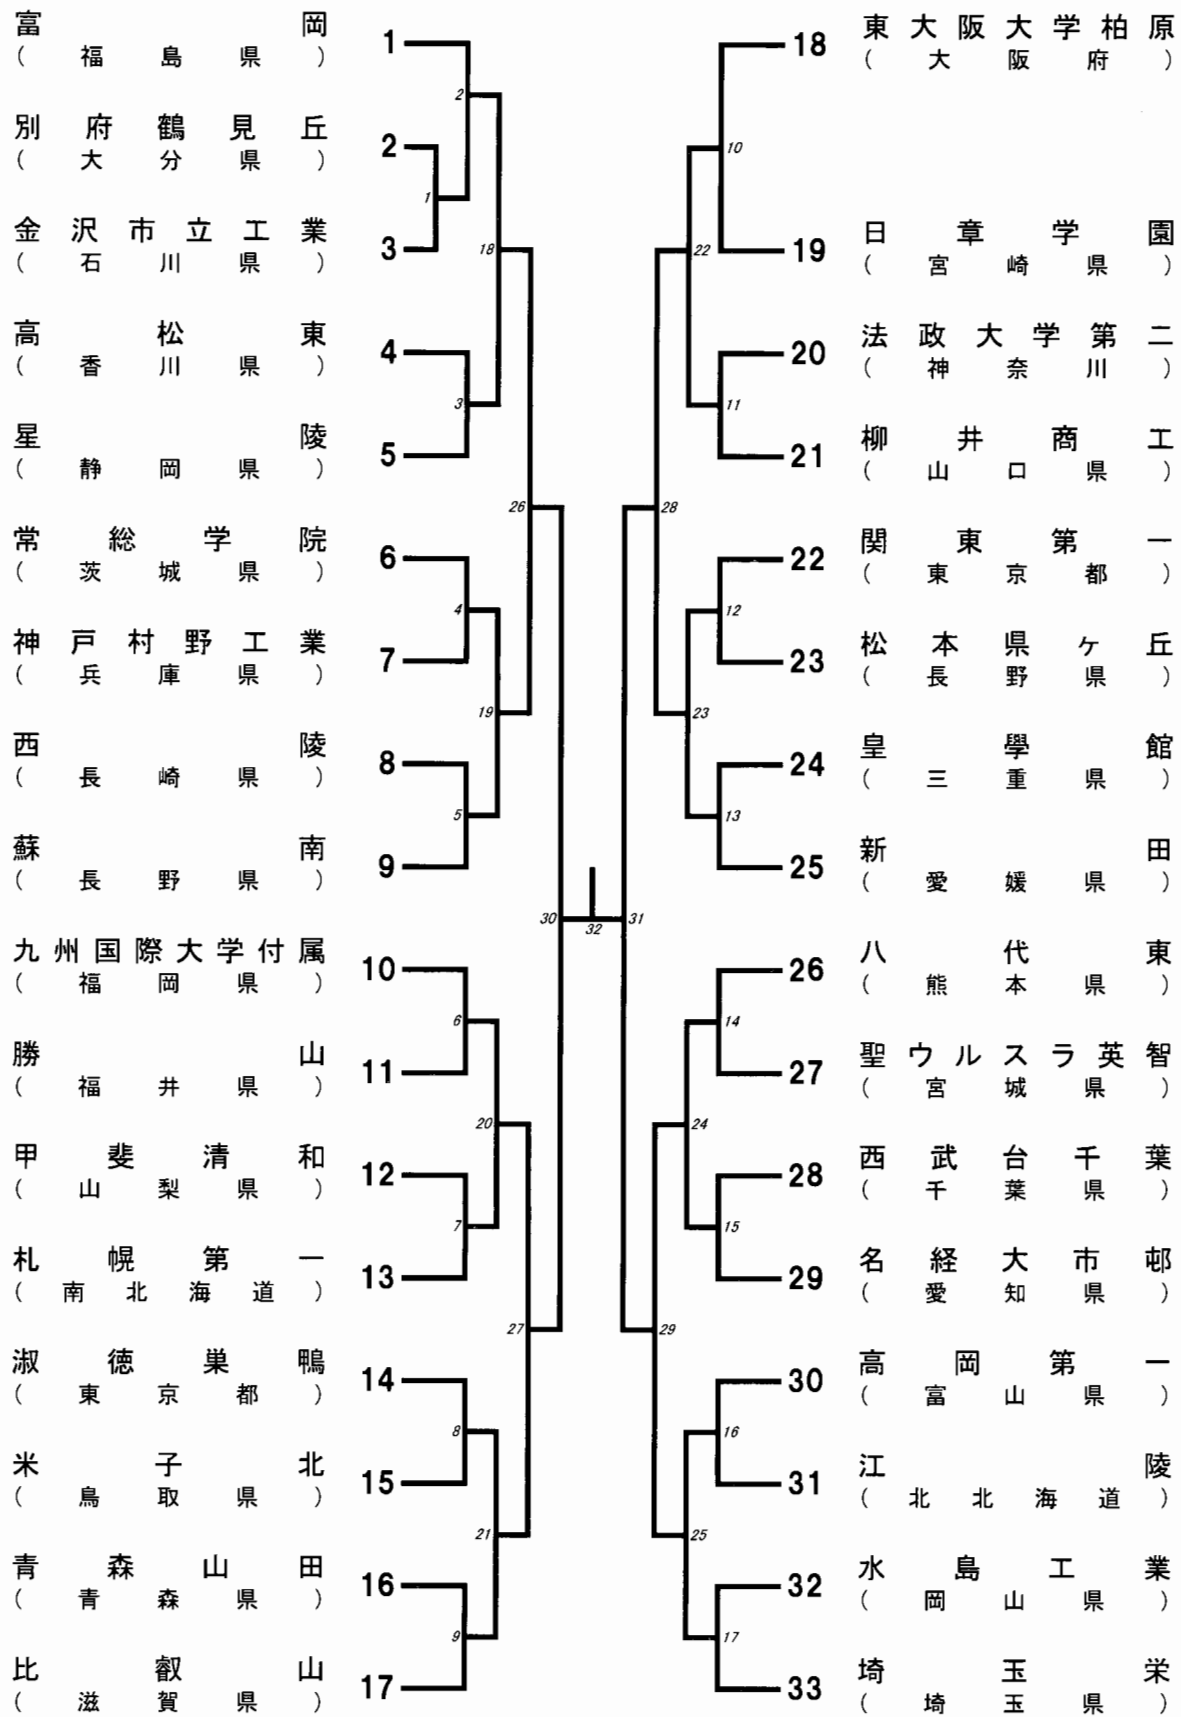 富岡
(福島県)
1
別府鶴見丘
(大分県)
2
金沢市立工業
(石川県)
3
高松東
(香川県)
4
星陵
(静岡県)
5
常総学院
(茨城県)
6
神戸村野工業
(兵庫県)
7
西陵
(長崎県)
8
蘇南
(長野県)
9
九州国際大学付属
(福岡県)
10
勝山
(福井県)
11
甲斐清和
(山梨県)
12
札幌第一
(南北海道)
13
淑徳巣鴨
(東京都)
14
米子北
(鳥取県)
15
青森山田
(青森県)
16
比叡山
(滋賀県)
17
2
1
18
3
26
4
19
5
30
6
20
7
27
8
21
9
32
31
10
22
11
28
12
23
13
14
24
15
29
16
25
17
18
東大阪大学柏原
(大阪府)
19
日章学園
(宮崎県)
20
法政大学第二
(神奈川)
21
柳井商工
(山口県)
22
関東第一
(東京都)
23
松本県ヶ丘
(長野県)
24
皇學館
(三重県)
25
新田
(愛媛県)
26
八代東
(熊本県)
27
聖ウルスラ英智
(宮城県)
28
西武台千葉
(千葉県)
29
名経大市邨
(愛知県)
30
高岡第一
(富山県)
31
江陵
(北北海道)
32
水島工業
(岡山県)
33
埼玉栄
(埼玉県)